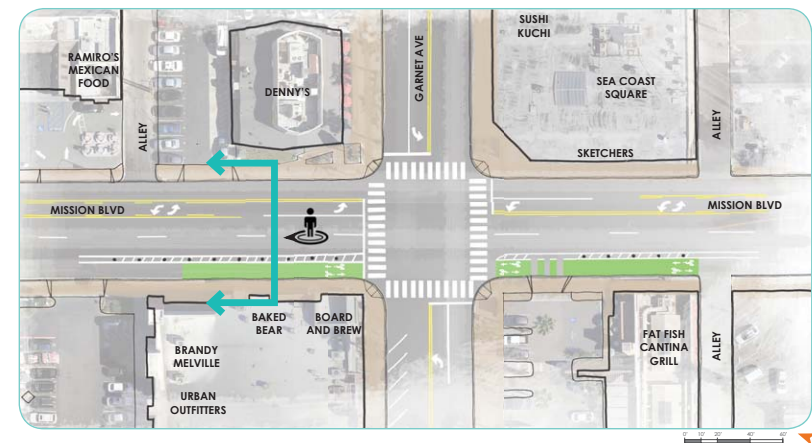 SUSHI
KUCHI
RAMIRO'S
MEXICAN
FOOD
GARNET AVE
DENNY'S
SEA COAST
SQUARE
ALLEY
ALLEY
SKETCHERS
MISSION BLVD
MISSION BLVD
BAKED
BEAR
BOARD
AND BREW
BRANDY
MELVILLE
FAT FISH
CANTINA
GRILL
ALLEY
URBAN
OUTFITTERS
0' 10' 20' 40' 60'